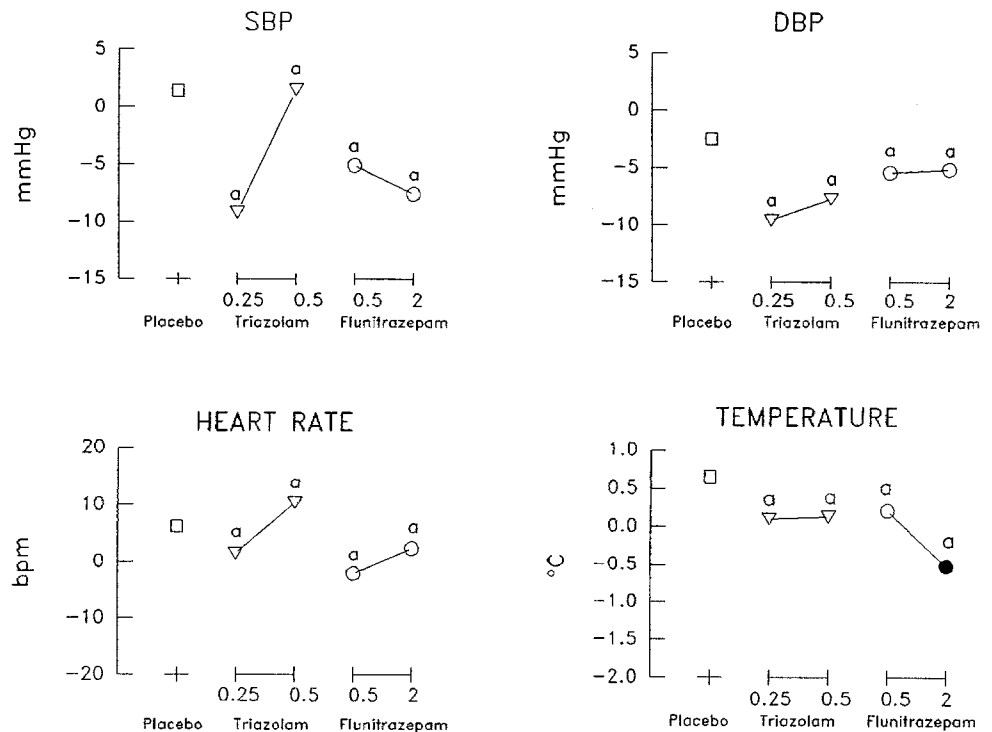 SBP
5
0
-5
-10
-15
mmHg
a
a
a
a
0.25 0.5 0.5 2
Placebo Triazolam Flunitrazepam
DBP
5
0
-5
-10
-15
mmHg
a
a
a
a
0.25 0.5 0.5 2
Placebo Triazolam Flunitrazepam
HEART RATE
20
10
0
-10
-20
bpm
a
a
a
a
0.25 0.5 0.5 2
Placebo Triazolam Flunitrazepam
TEMPERATURE
1.0
0.5
0.0
-0.5
-1.0
-1.5
-2.0
°C
a
a
a
a
0.25 0.5 0.5 2
Placebo Triazolam Flunitrazepam